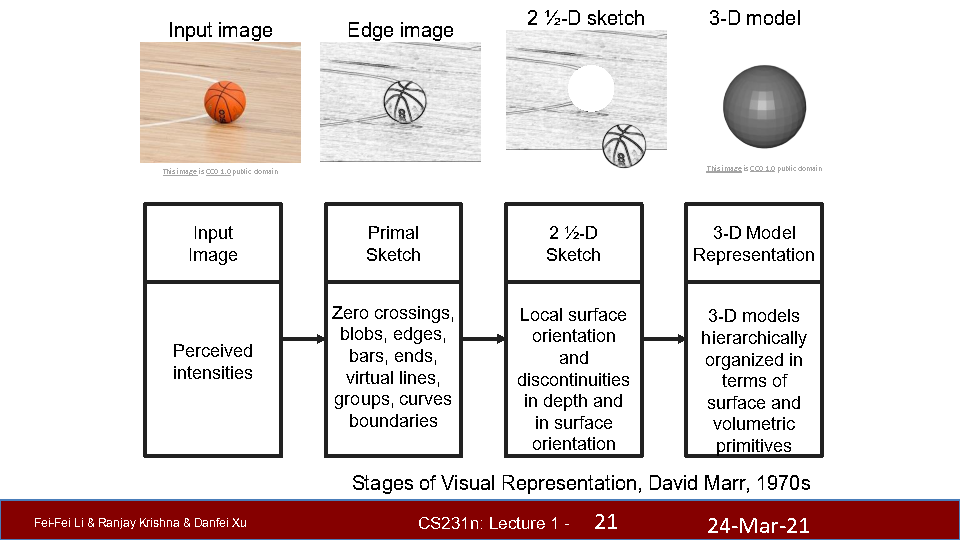 Input image
Edge image
2 ½-D sketch
3-D model
This image is CC0 1.0 public domain
This image is CC0 1.0 public domain
Input
Image
Perceived
intensities
Primal
Sketch
Zero crossings,
blobs, edges,
bars, ends,
virtual lines,
groups, curves
boundaries
2 ½-D
Sketch
Local surface
orientation
and
discontinuities
in depth and
in surface
orientation
3-D Model
Representation
3-D models
hierarchically
organized in
terms of
surface and
volumetric
primitives
Stages of Visual Representation, David Marr, 1970s
Fei-Fei Li & Ranjay Krishna & Danfei Xu
CS231n: Lecture 1 - 21
24-Mar-21